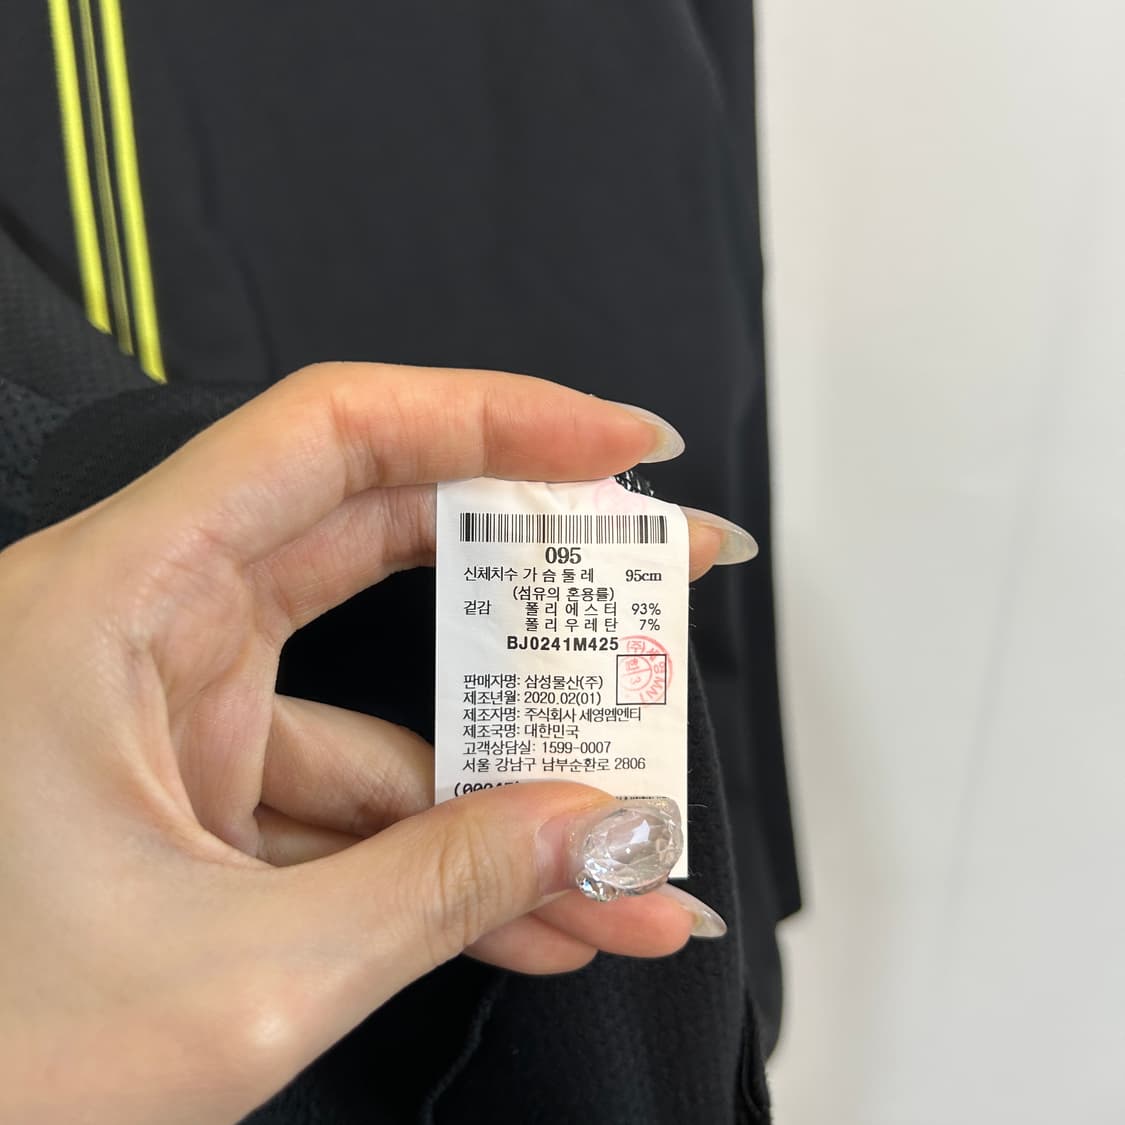 095
신체치수 가 슴 둘 레 95cm
(섬유의 혼용률)
겉감 폴 리 에 스 터 93%
폴 리 우 레 탄 7%
BJ0241M425
판매자명: 삼성물산(주)
제조년월: 2020.02(01)
제조자명: 주식회사 세영엠엔티
제조국명: 대한민국
고객상담실: 1599-0007
서울 강남구 남부순환로 2806